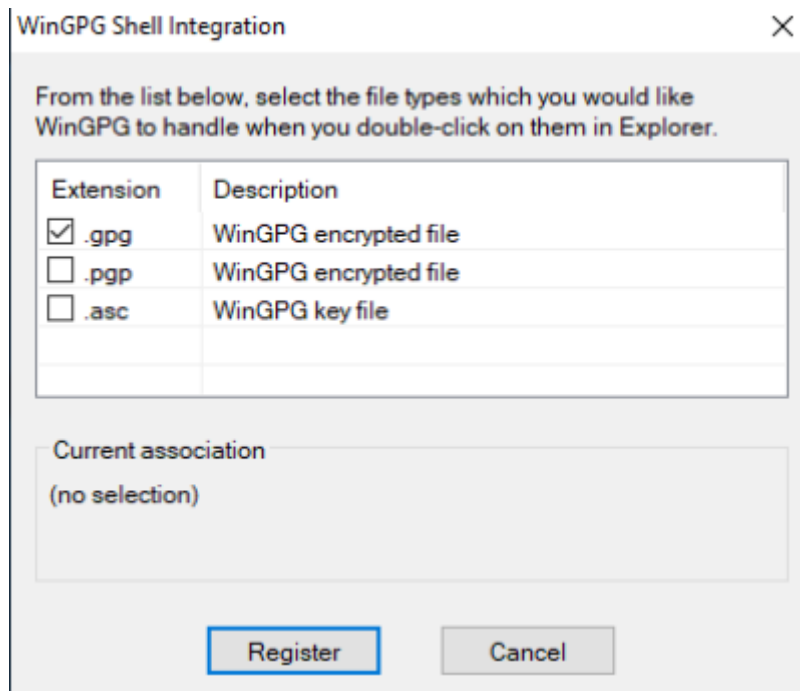 WinGPG Shell Integration
From the list below, select the file types which you would like
WinGPG to handle when you double-click on them in Explorer.
Extension Description
.gpg WinGPG encrypted file
.pgp WinGPG encrypted file
.asc WinGPG key file
Current association
(no selection)
Register Cancel